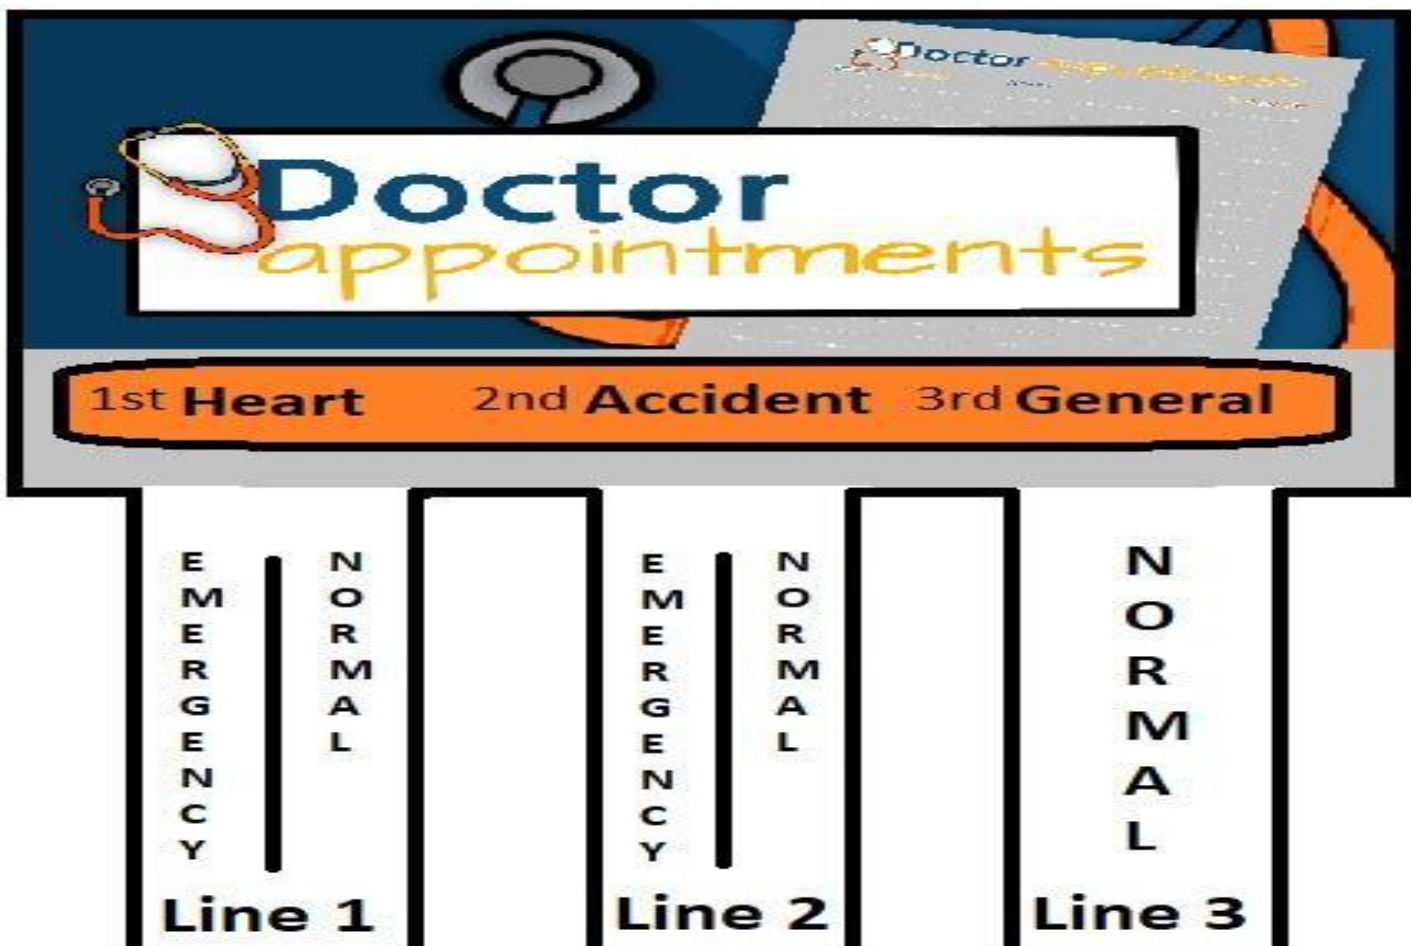 Doctor
Doctor
appointments
1st Heart 2nd Accident 3rd General
EMERGENCY
NORMAL
EMERGENCY
NORMAL
NORMAL
Line 1
Line 2
Line 3